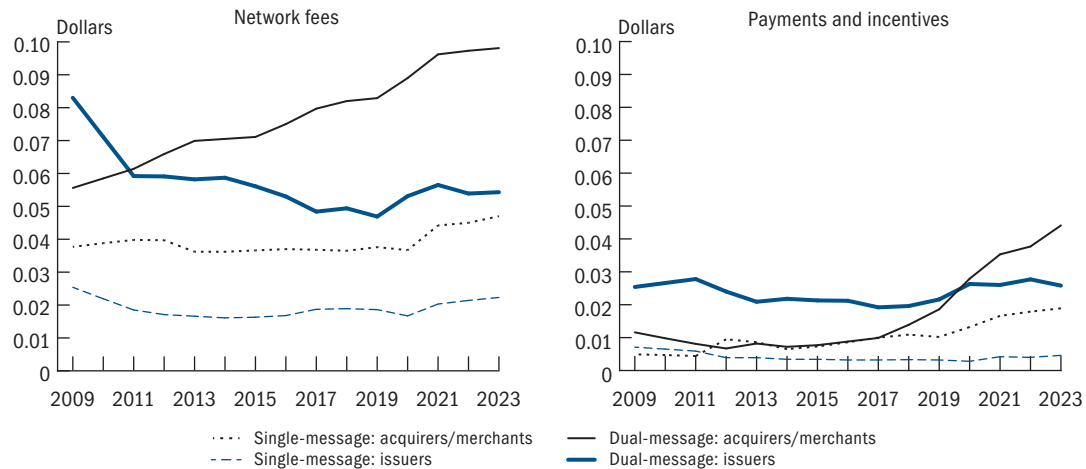 Network fees
Dollars
0.10
0.09
0.08
0.07
0.06
0.05
0.04
0.03
0.02
0.01
0
2009 2011 2013 2015 2017 2019 2021 2023
Payments and incentives
Dollars
0.10
0.09
0.08
0.07
0.06
0.05
0.04
0.03
0.02
0.01
0
2009 2011 2013 2015 2017 2019 2021 2023
Single-message: acquirers/merchants
Dual-message: acquirers/merchants
Single-message: issuers
Dual-message: issuers